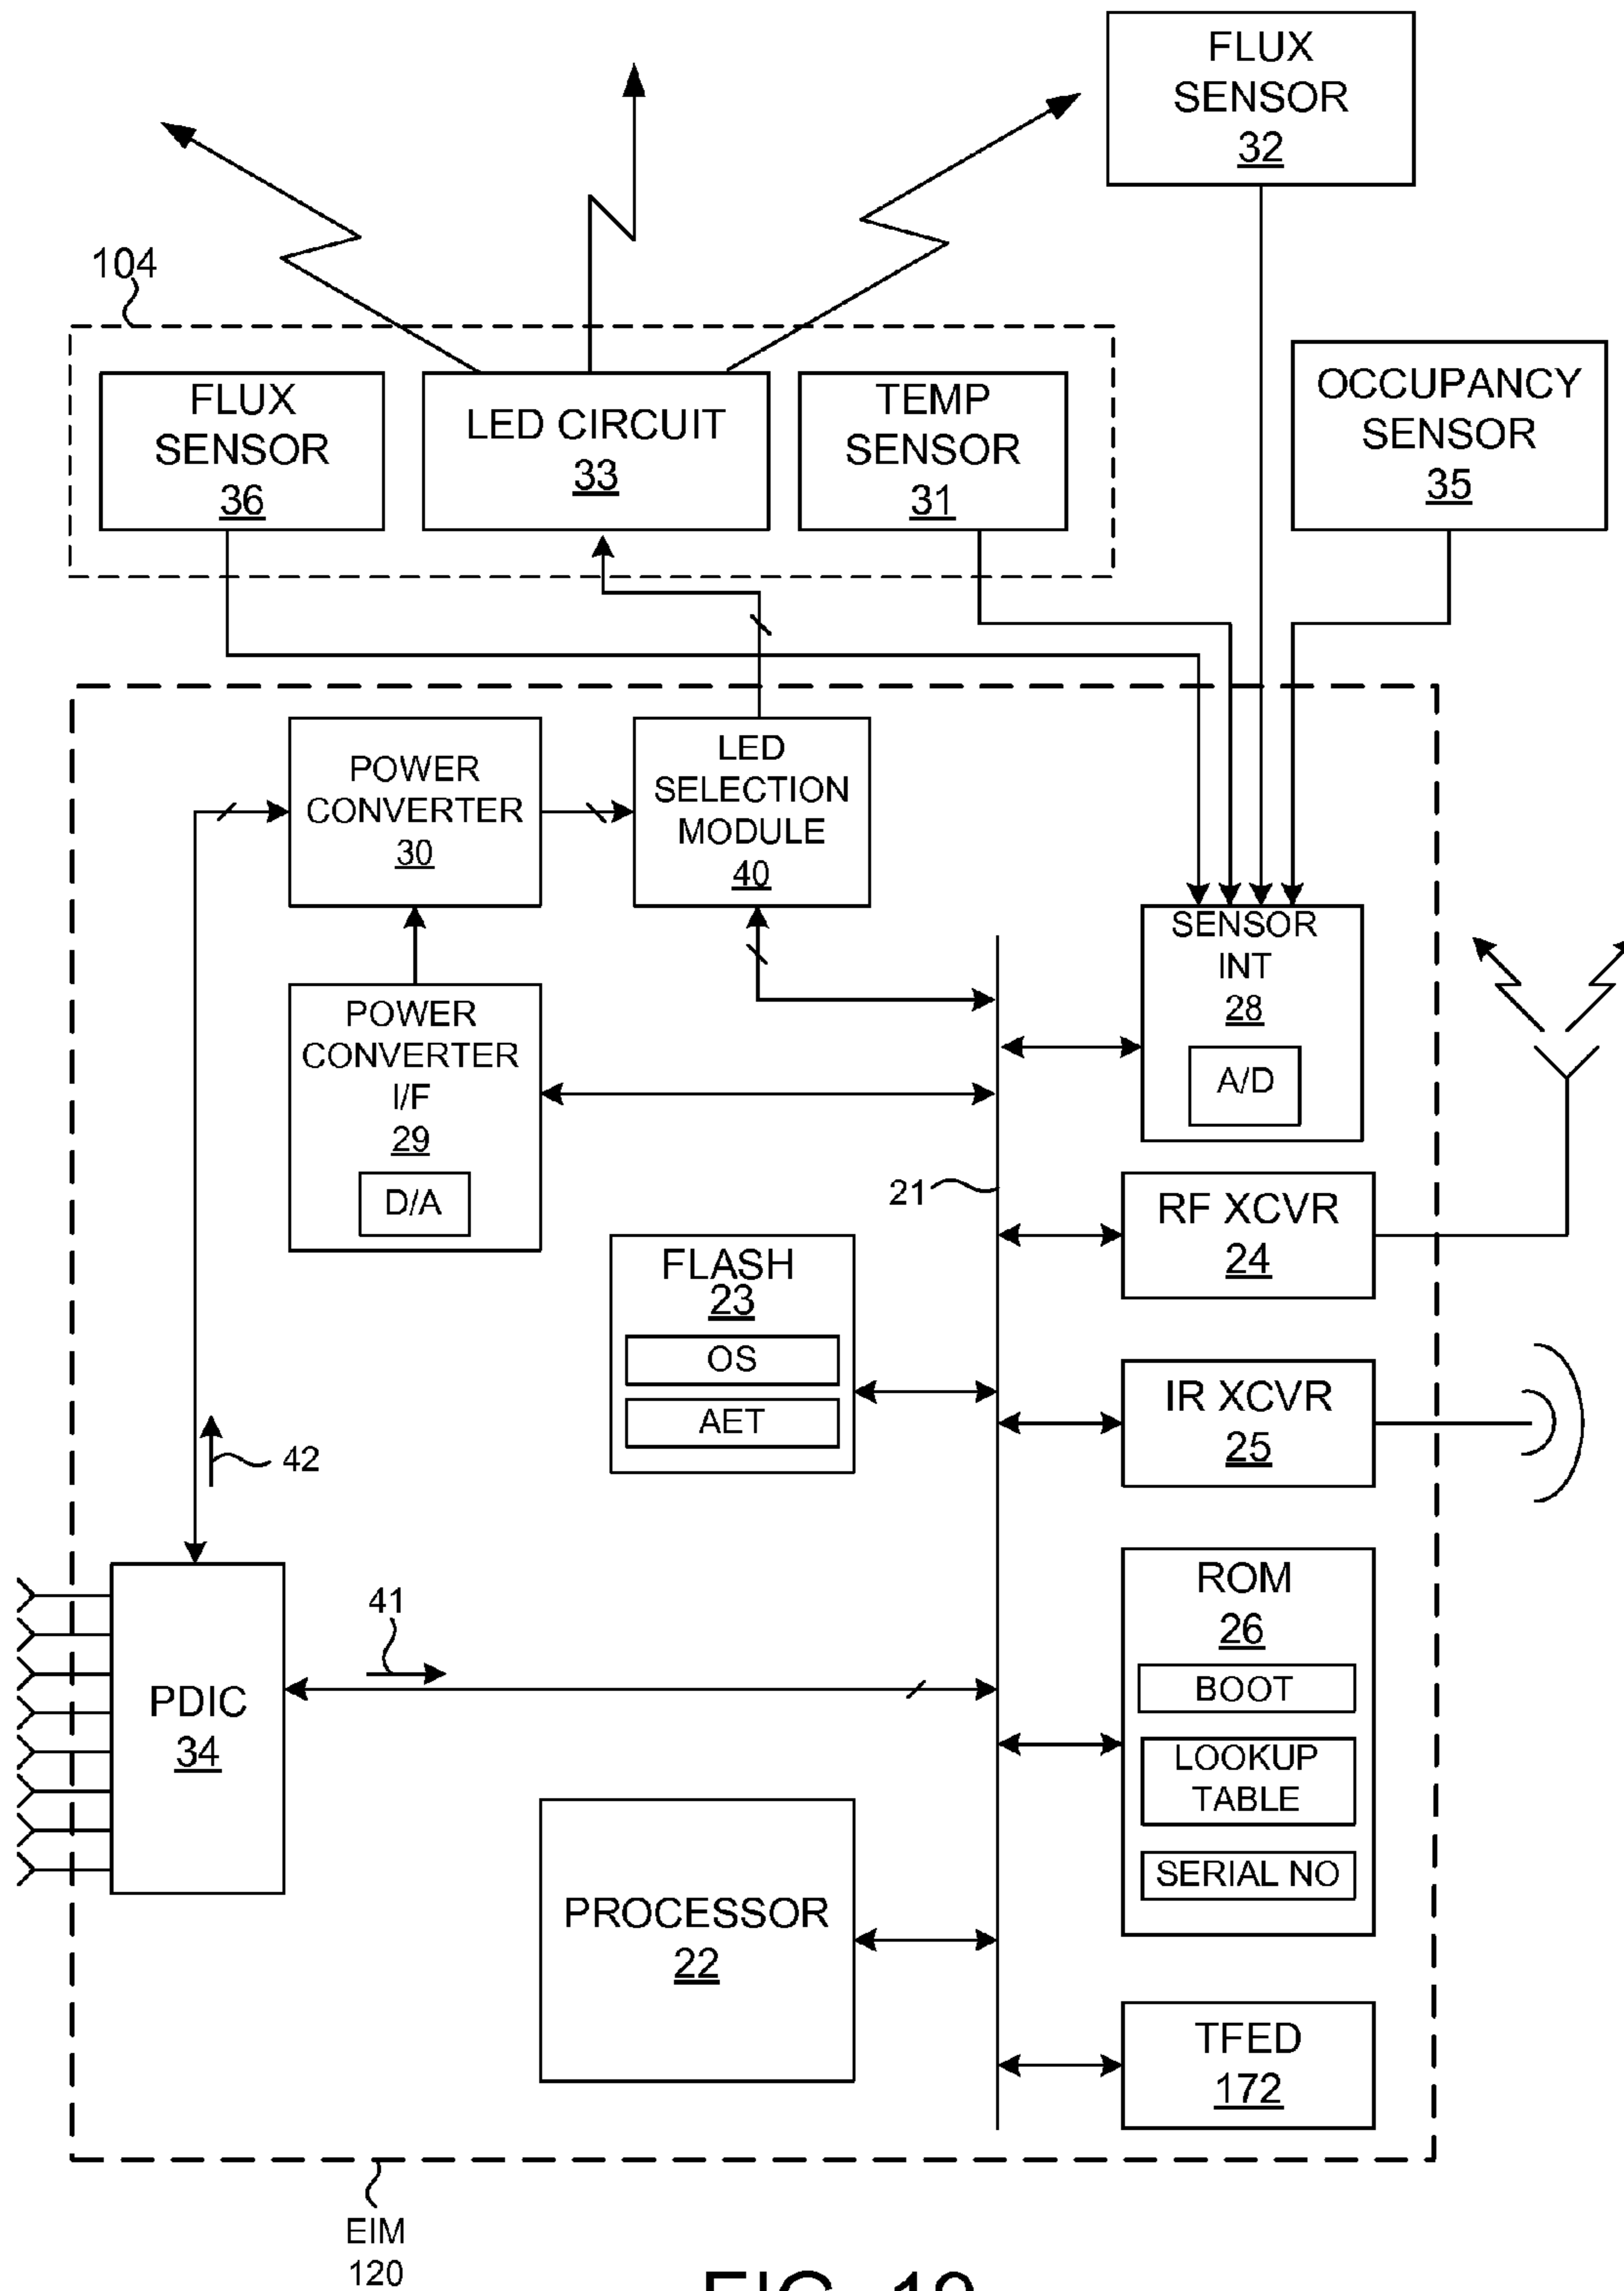 FLUX
SENSOR
32
104
FLUX
SENSOR
36
LED CIRCUIT
33
TEMP
SENSOR
31
OCCUPANCY
SENSOR
35
POWER
CONVERTER
30
LED
SELECTION
MODULE
40
SENSOR
INT
28
A/D
POWER
CONVERTER
I/F
29
D/A
21
RF XCVR
24
FLASH
23
OS
AET
IR XCVR
25
42
41
PDIC
34
ROM
26
BOOT
LOOKUP
TABLE
SERIAL NO
PROCESSOR
22
TFED
172
EIM
120